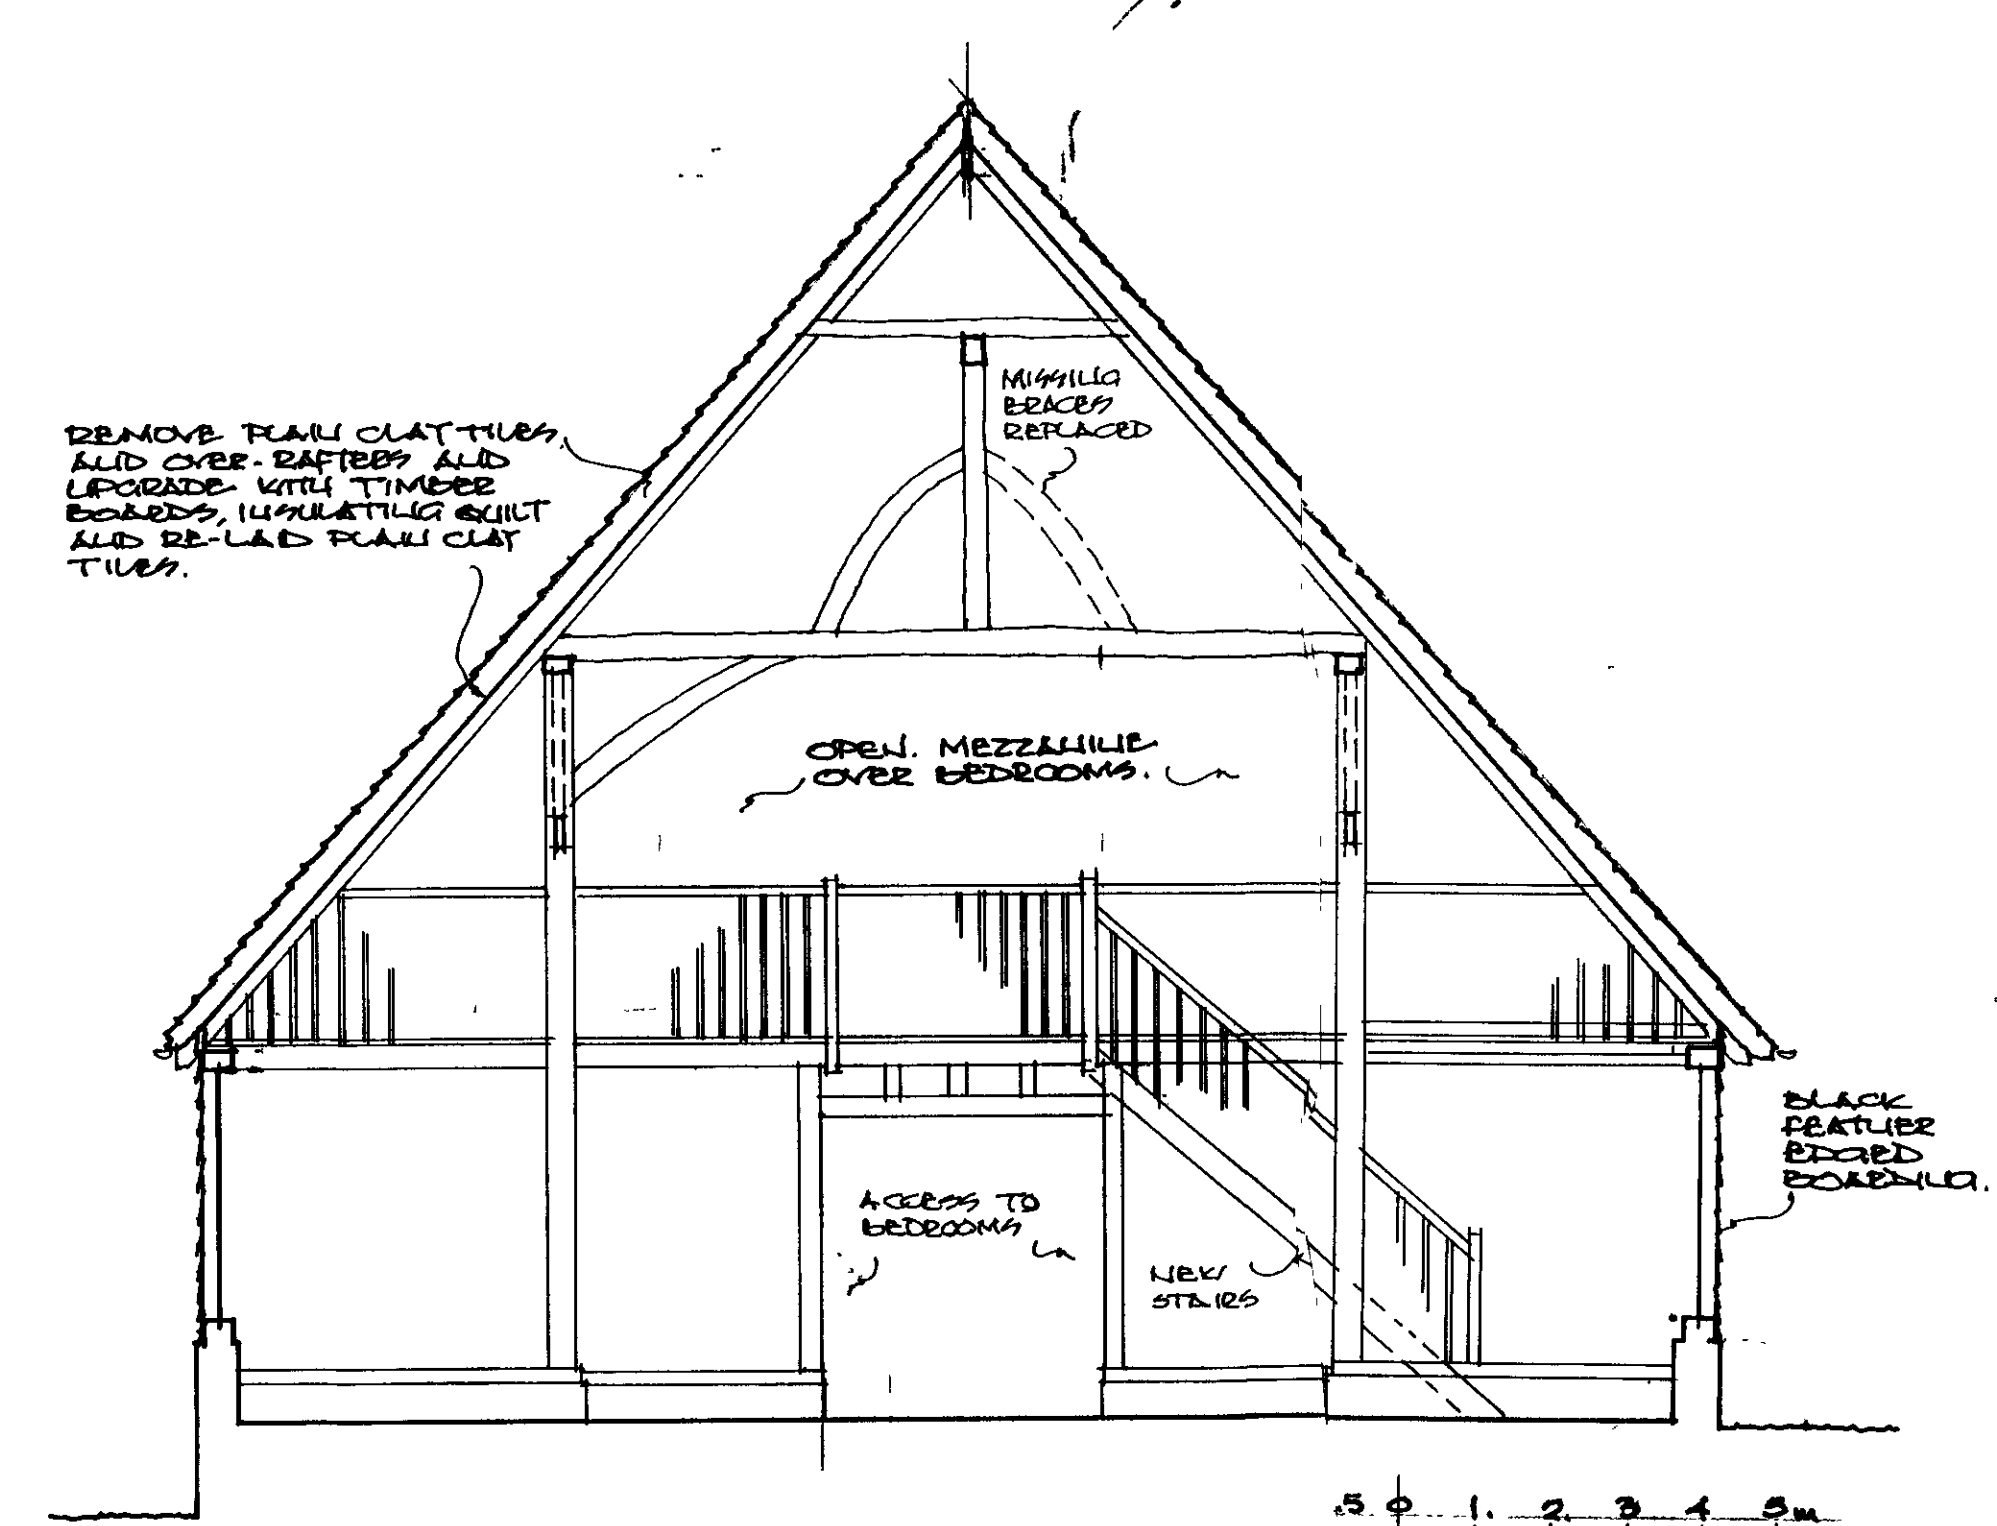 MISSING
BRACES
REPLACED
REMOVE PLAIN CLAY TILES
AND OVER-RAFTERS AND
UPGRADE WITH TIMBER
BOARDS, INSULATING QUILT
AND RE-LAID PLAIN CLAY
TILES.
OPEN. MEZZANINE
OVER BEDROOMS.
BLACK
FEATHER
EDGED
BOARDING.
ACCESS TO
BEDROOMS
NEW
STAIRS
.5 0 1. 2. 3 4 5m